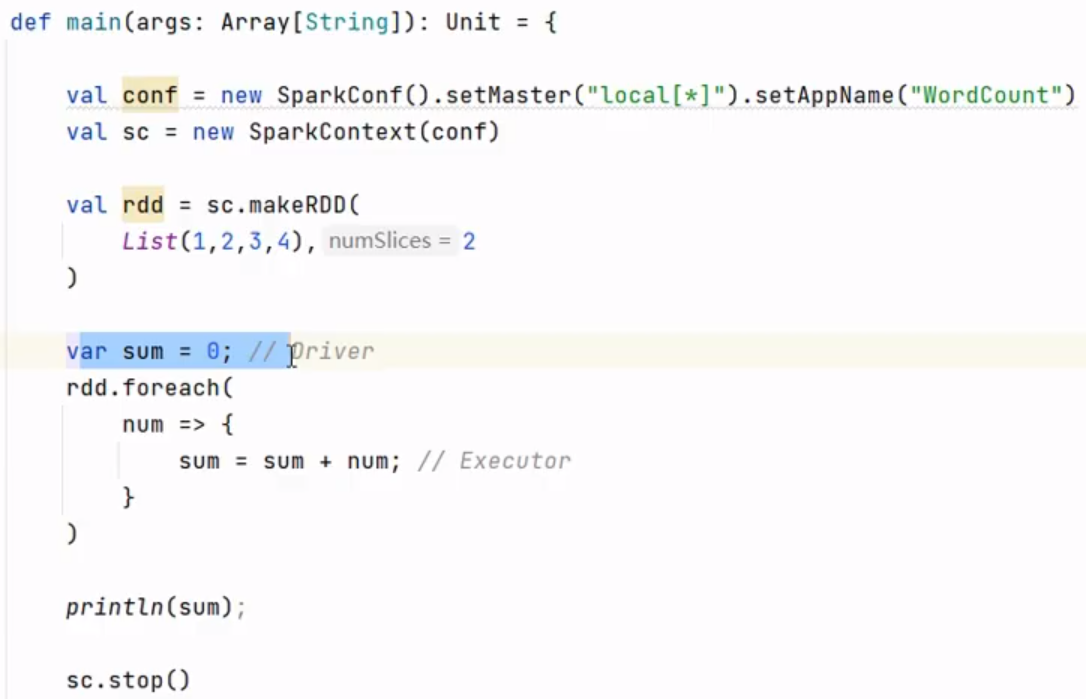 def main(args: Array[String]): Unit = {
val conf = new SparkConf().setMaster("local[*]").setAppName("WordCount")
val sc = new SparkContext(conf)
val rdd = sc.makeRDD(
List(1,2,3,4), numSlices = 2
)
var sum = 0; // Driver
rdd.foreach(
num => {
sum = sum + num; // Executor
}
)
println(sum);
sc.stop()